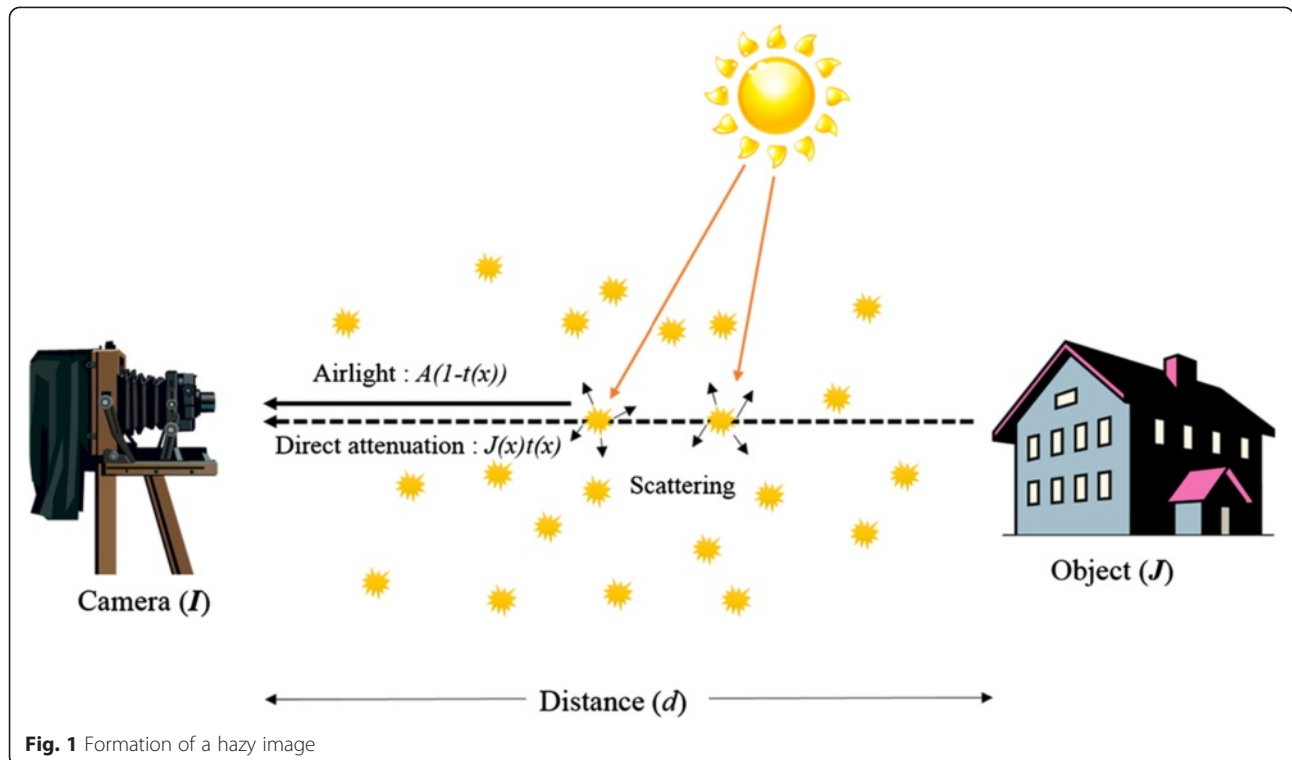 Airlight : A(1-t(x))
Direct attenuation : J(x)t(x)
Scattering
Camera (I)
Object (J)
Distance (d)
Fig. 1 Formation of a hazy image